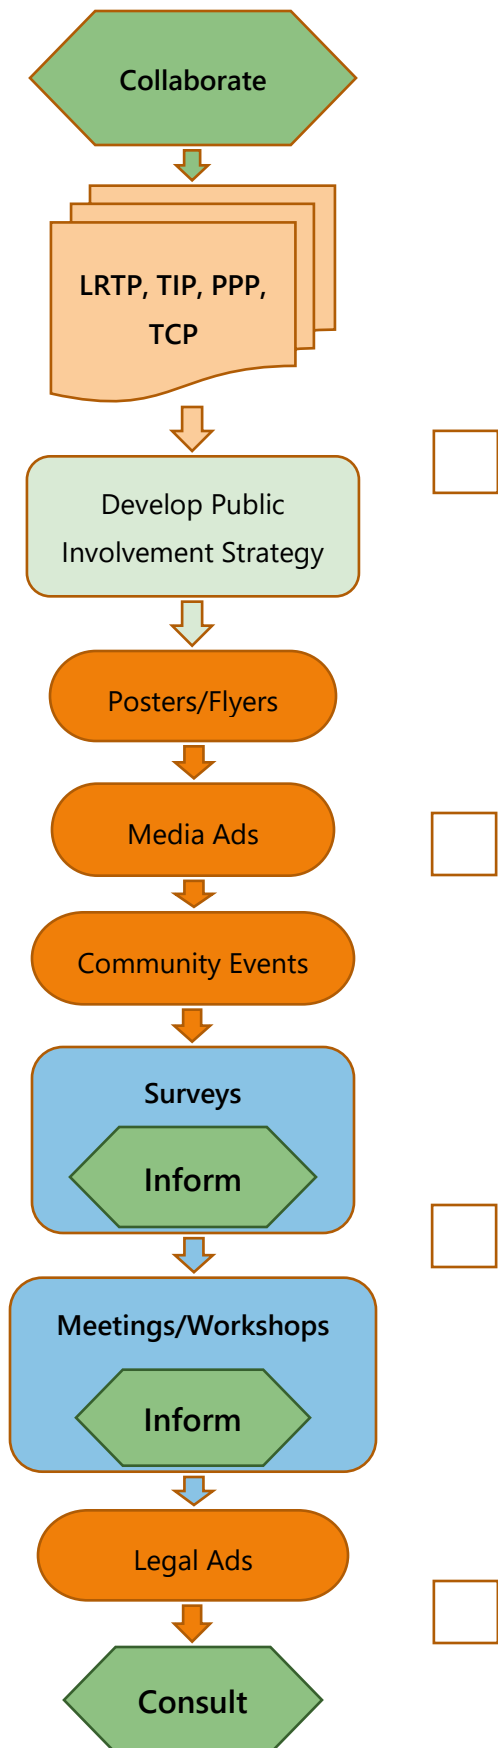 Collaborate
LRTP, TIP, PPP,
TCP
Develop Public
Involvement Strategy
Posters/Flyers
Media Ads
Community Events
Surveys
Inform
Meetings/Workshops
Inform
Legal Ads
Consult